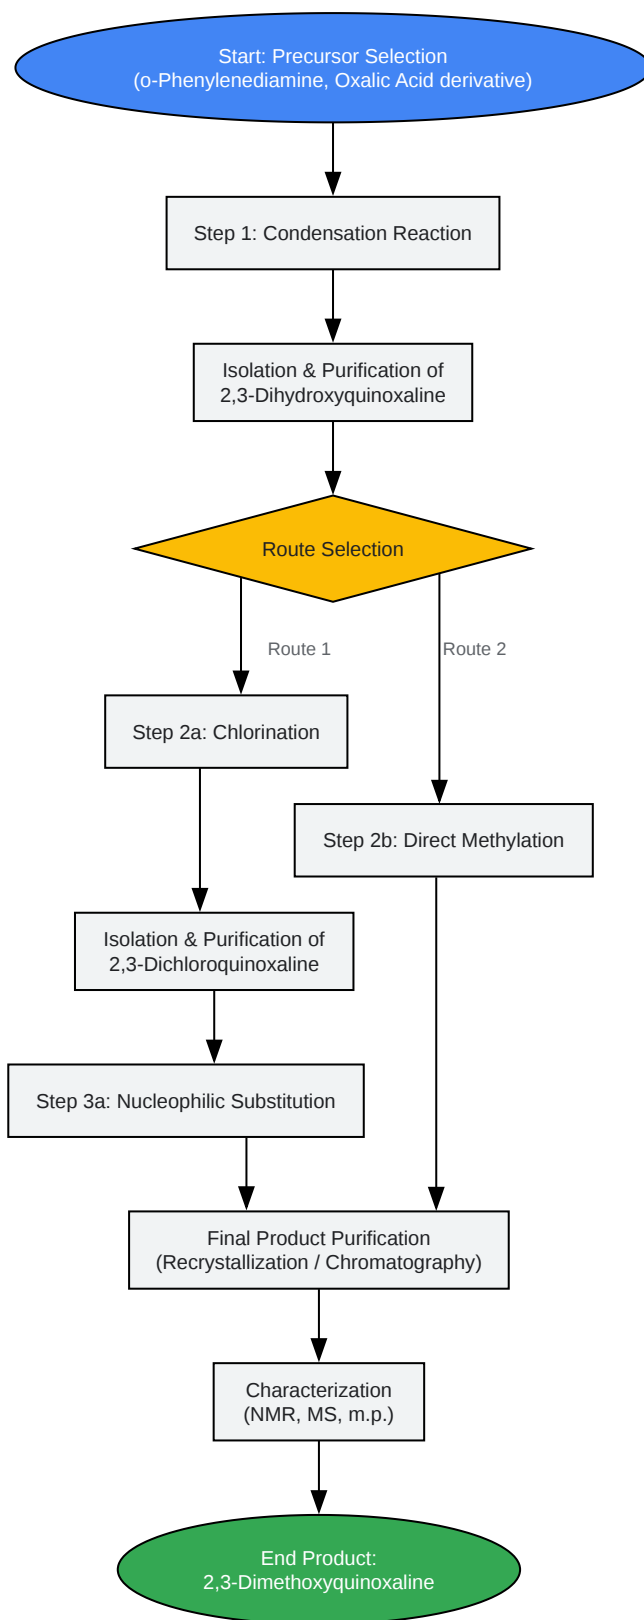 Start: Precursor Selection
(o-Phenylenediamine, Oxalic Acid derivative)
Step 1: Condensation Reaction
Isolation & Purification of
2,3-Dihydroxyquinoxaline
Route Selection
Route 1
Route 2
Step 2a: Chlorination
Step 2b: Direct Methylation
Isolation & Purification of
2,3-Dichloroquinoxaline
Step 3a: Nucleophilic Substitution
Final Product Purification
(Recrystallization / Chromatography)
Characterization
(NMR, MS, m.p.)
End Product:
2,3-Dimethoxyquinoxaline